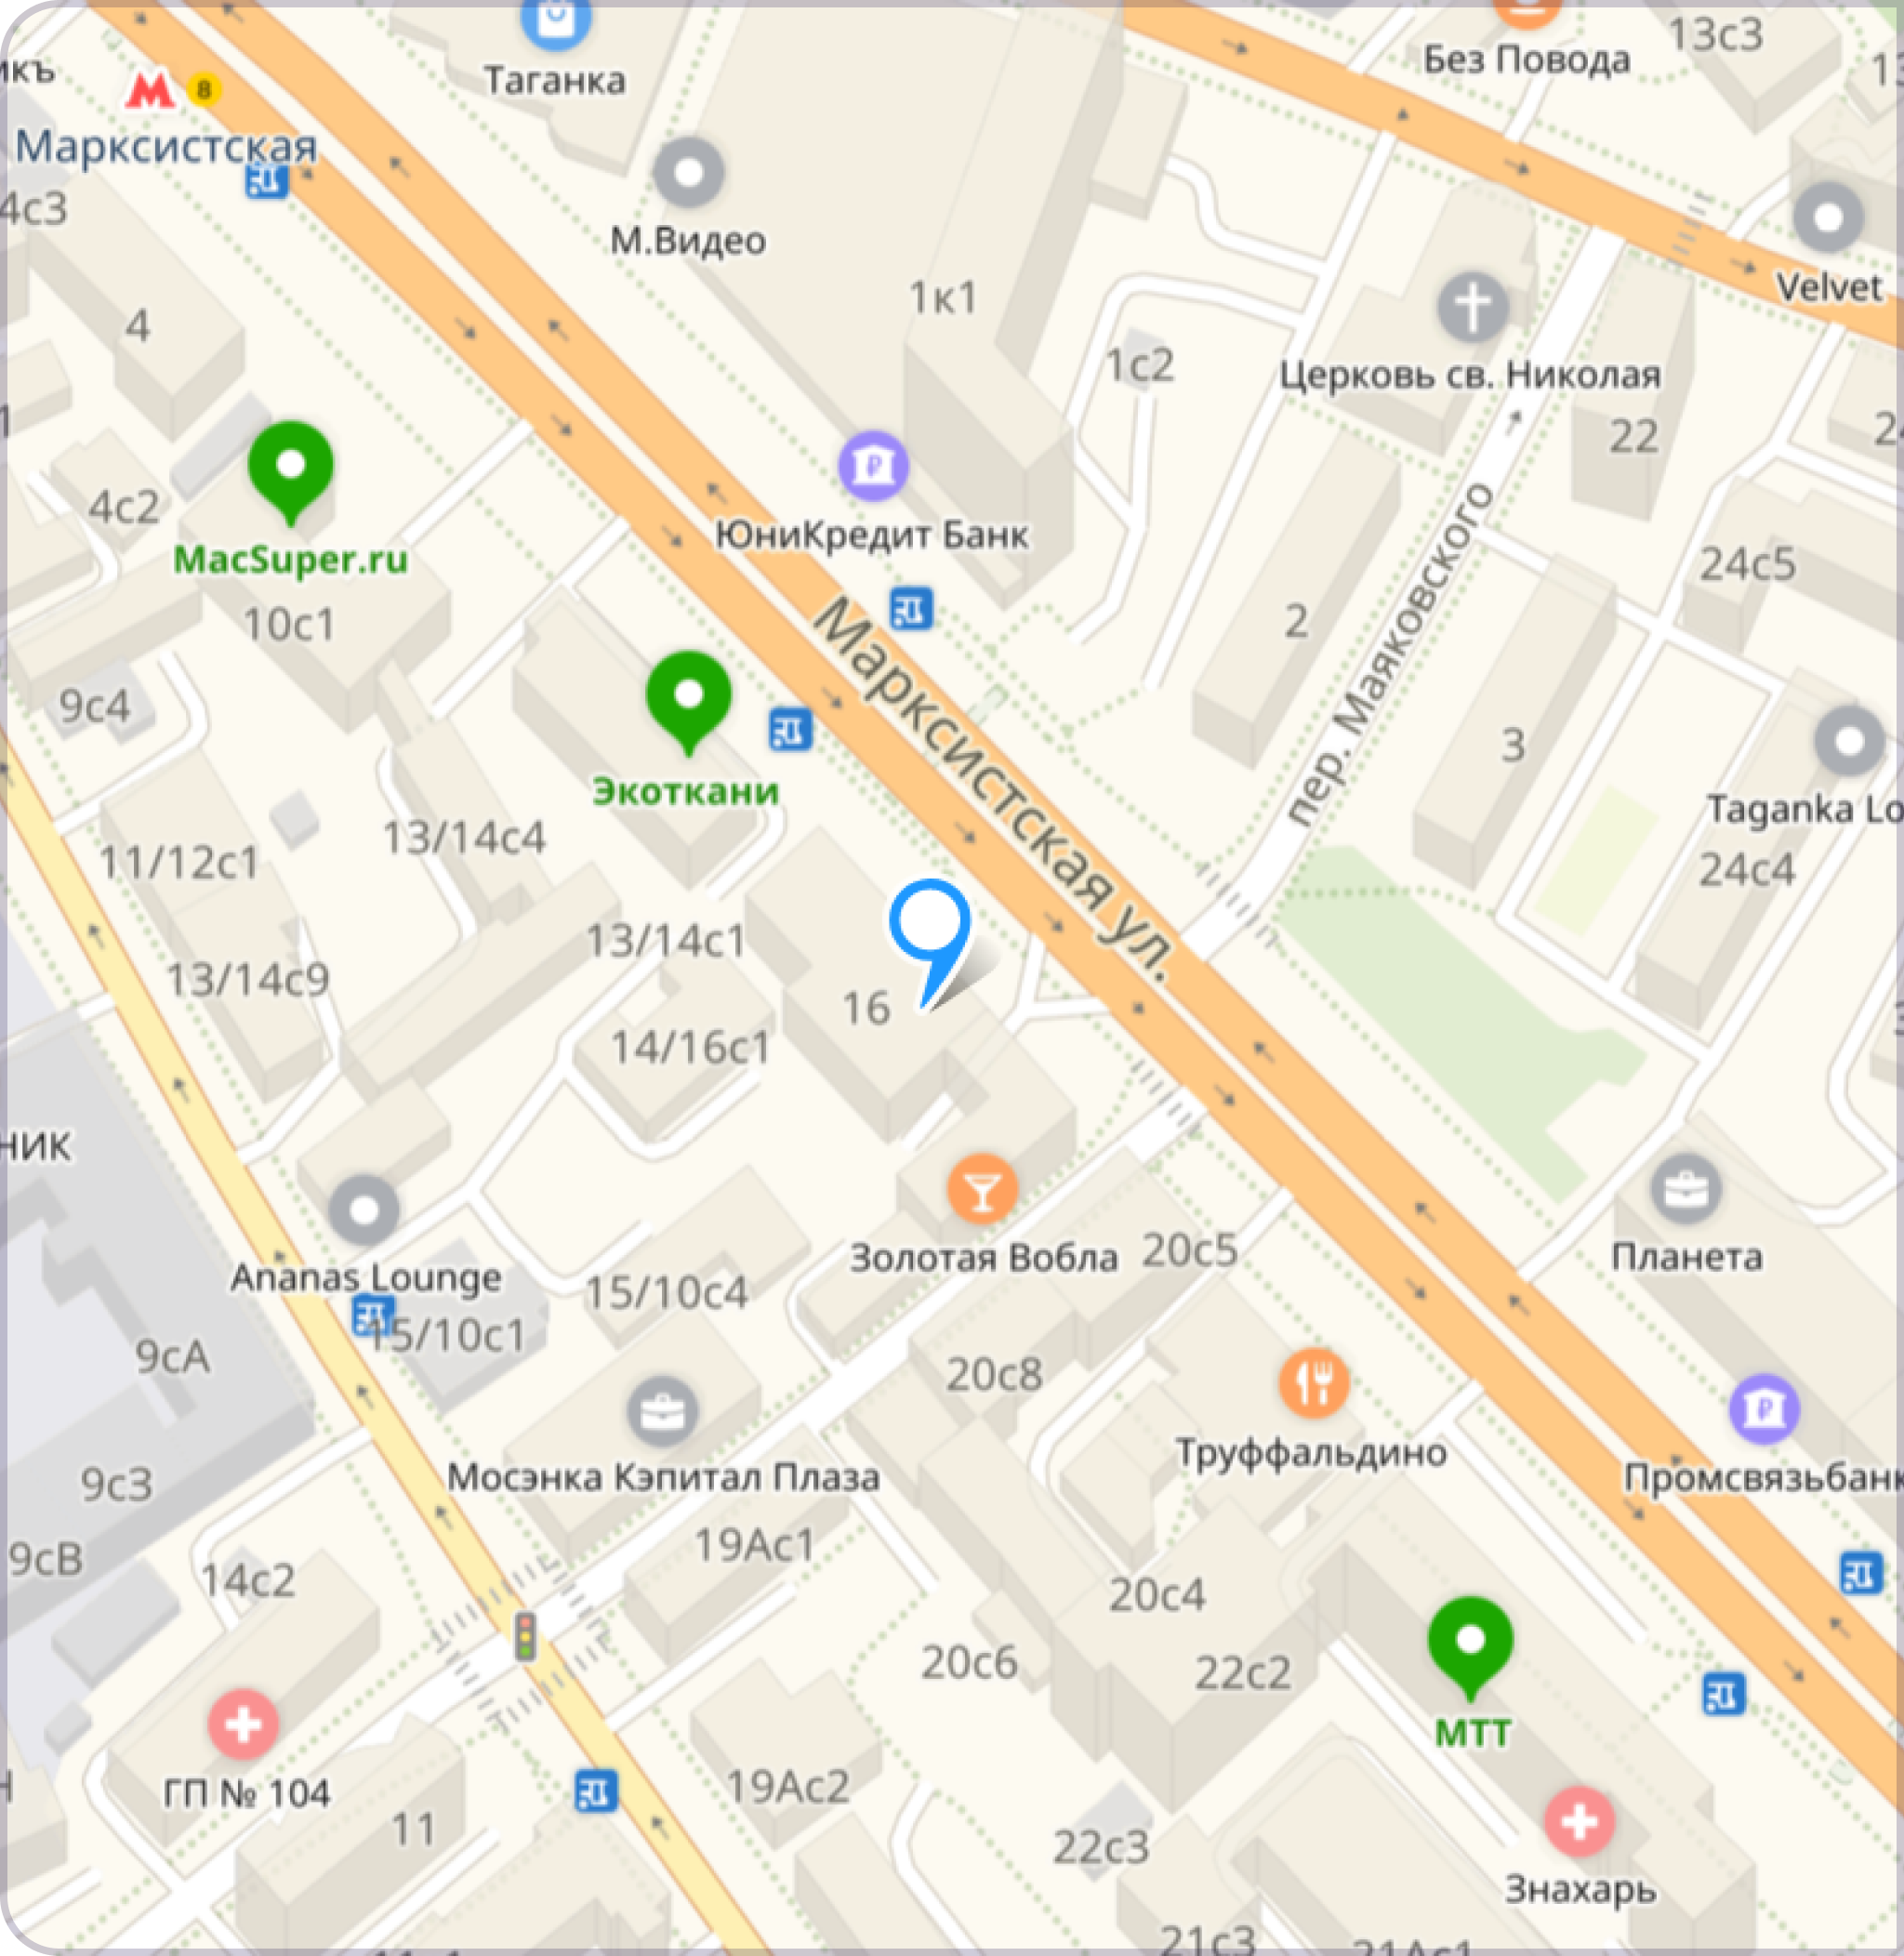 Без Повода
13с3
Таганка
8
Марксистская
М.Видео
4с3
Velvet
1к1
4
1с2
Церковь св. Николая
22
4с2
ЮниКредит Банк
MacSuper.ru
24с5
10с1
2
Марксистская ул.
пер. Маяковского
9с4
3
Экоткани
Taganka Lo
13/14с4
11/12с1
24с4
13/14с1
13/14с9
16
14/16с1
НИК
Планета
Золотая Вобла
20с5
Ananas Lounge
15/10с4
15/10с1
9сА
20с8
Труффальдино
Мосэнка Кэпитал Плаза
Промсвязьбанк
9с3
19Ас1
9сВ
14с2
20с4
20с6
22с2
МТТ
ГП № 104
19Ас2
11
22с3
Знахарь
21с3
21Ас1